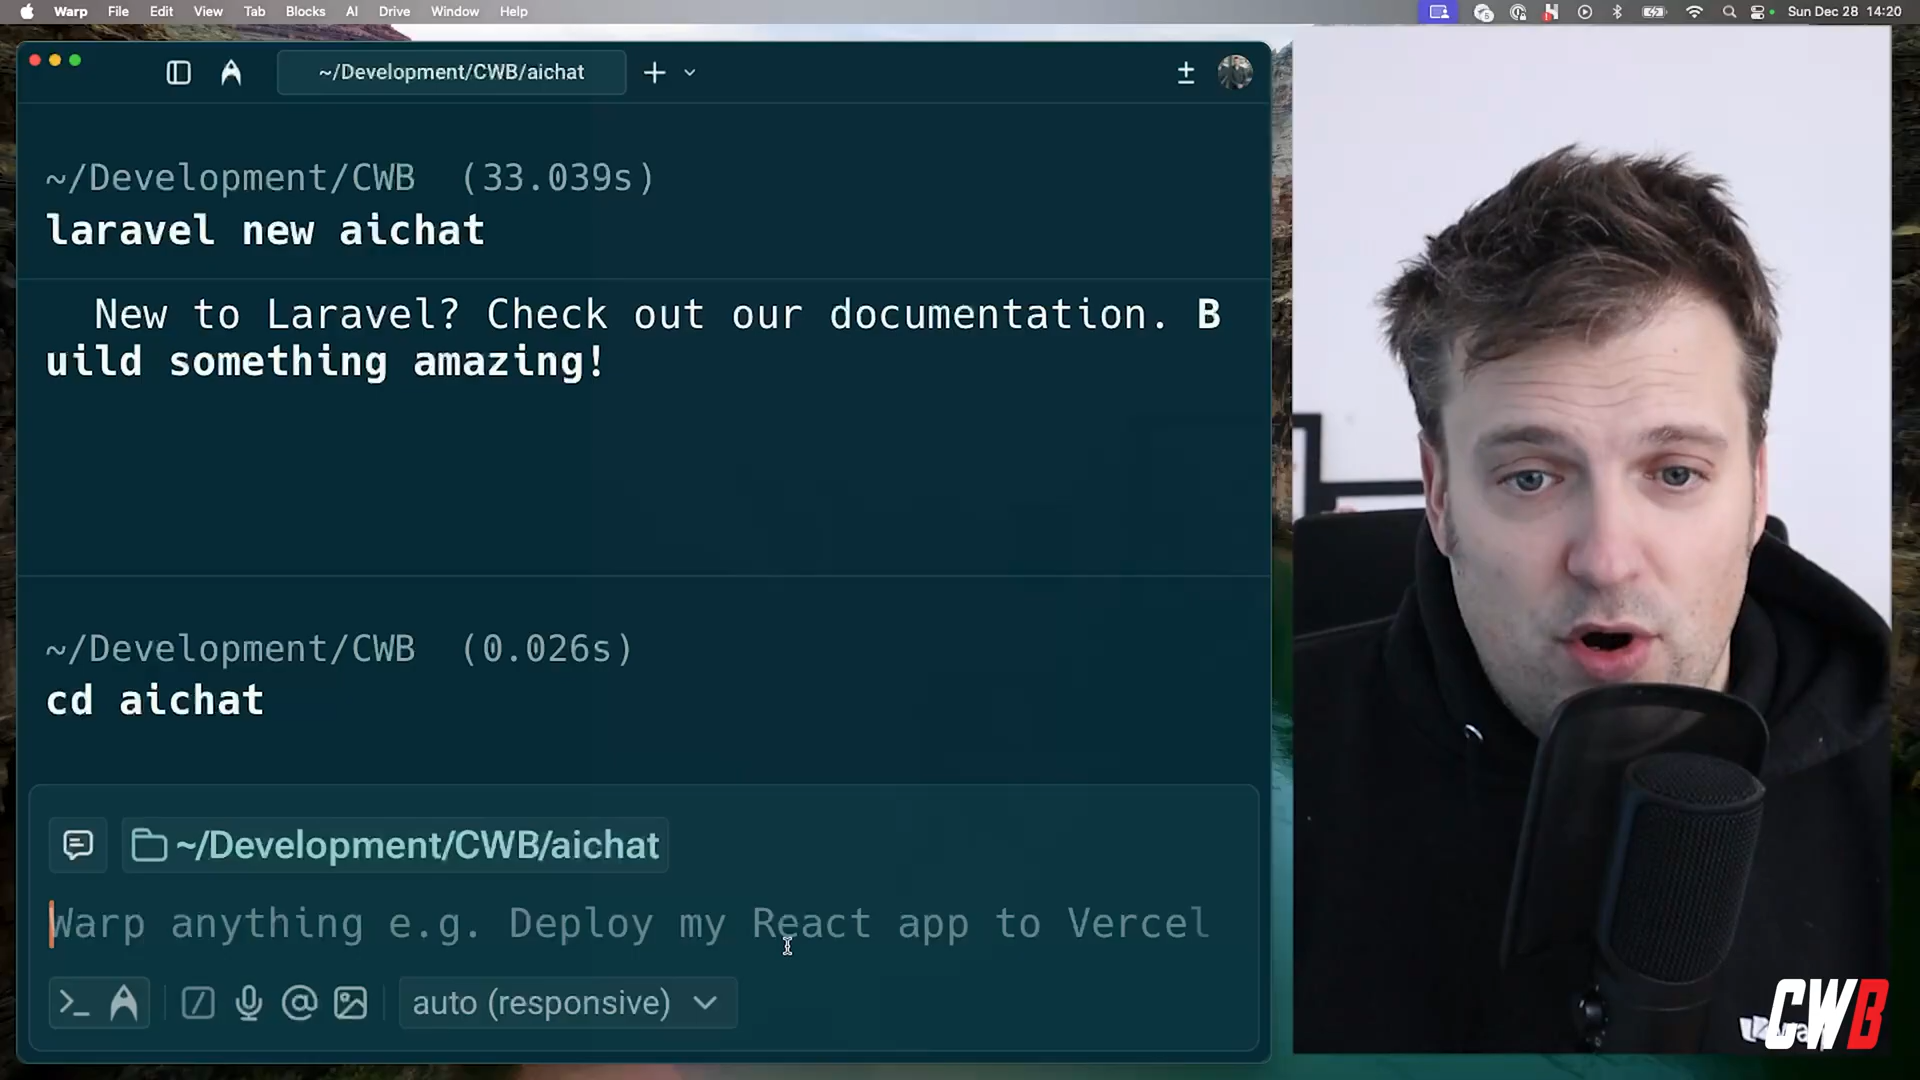 Warp File Edit View Tab Blocks AI Drive Window Help Sun Dec 28 14:20
~/Development/CWB/aichat
~/Development/CWB (33.039s)
laravel new aichat
New to Laravel? Check out our documentation. B
uild something amazing!
~/Development/CWB (0.026s)
cd aichat
~/Development/CWB/aichat
Warp anything e.g. Deploy my React app to Vercel
auto (responsive)
CWB